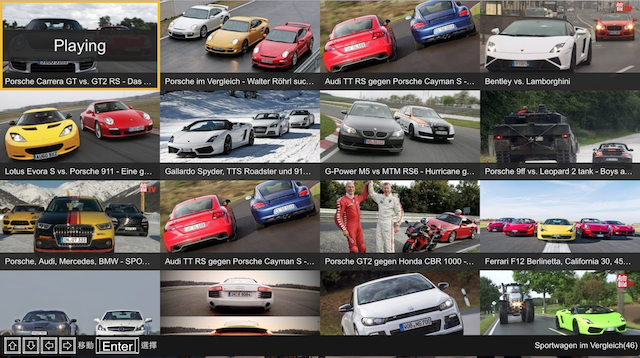 Playing
Porsche Carrera GT vs. GT2 RS - Das ...
Porsche im Vergleich - Walter Röhrl suc...
Audi TT RS gegen Porsche Cayman S -...
Bentley vs. Lamborghini
Lotus Evora S vs. Porsche 911 - Eine g...
Gallardo Spyder, TTS Roadster und 91...
G-Power M5 vs MTM RS6 - Hurricane g...
Porsche 9ff vs. Leopard 2 tank - Boys a...
Porsche, Audi, Mercedes, BMW - SPO...
Audi TT RS gegen Porsche Cayman S -...
Porsche GT2 gegen Honda CBR 1000 -...
Ferrari F12 Berlinetta, California 30, 45...
移動 Enter 選擇
Sportwagen im Vergleich(46)